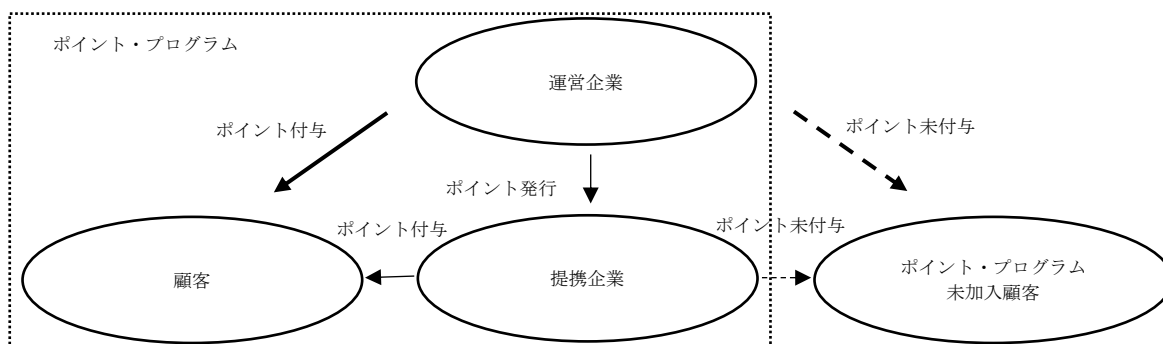 ポイント・プログラム
運営企業
ポイント付与
ポイント未付与
ポイント発行
ポイント付与
ポイント未付与
顧客
提携企業
ポイント・プログラム
未加入顧客